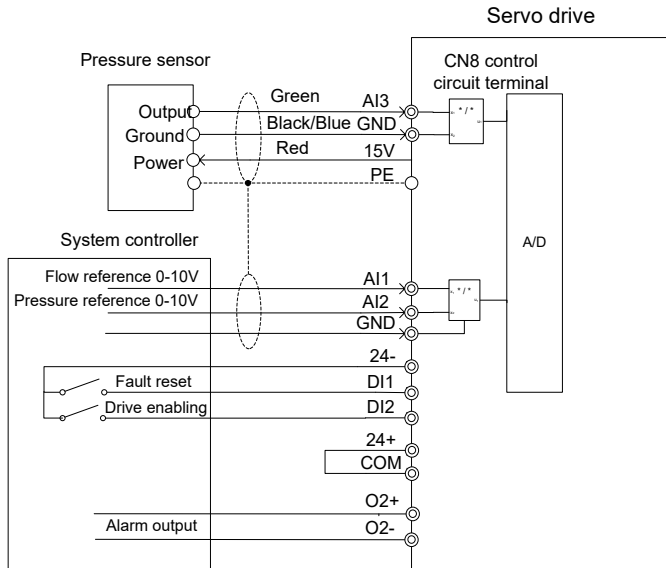 Servo drive
Pressure sensor
CN8 control
circuit terminal
Output
Green
AI3
* / *
Ground
Black/Blue
GND
Power
Red
15V
PE
A/D
System controller
Flow reference 0-10V
AI1
* / *
Pressure reference 0-10V
AI2
GND
24-
Fault reset
DI1
Drive enabling
DI2
24+
COM
O2+
Alarm output
O2-